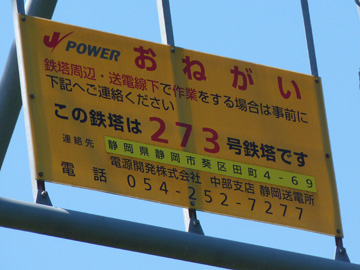 J POWER おねがい
鉄塔周辺・送電線下で作業をする場合は事前に
下記へご連絡ください
この鉄塔は273号鉄塔です
連絡先 静岡県静岡市葵区田町4-69
電源開発株式会社 中部支店 静岡送電所
電話 054-252-7277